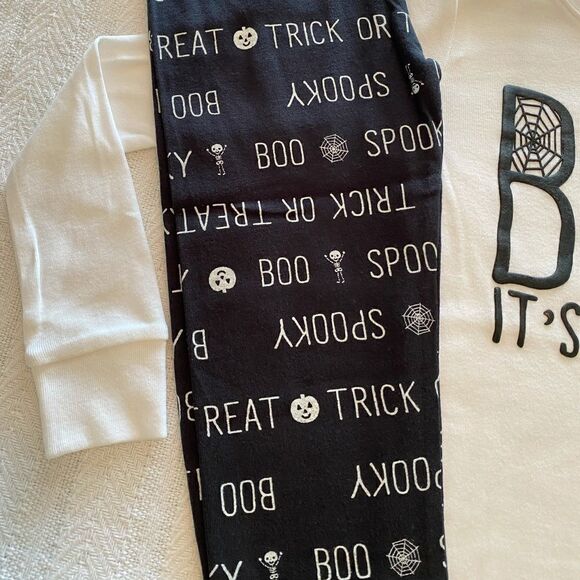 REAT TRICK OR
BOO SPOOKY
BOO SPOOK
TRICK OR TREAT
BOO SPOO
SPOOKY
REAT TRICK
BOO SPOOKY
BOO
B
IT'S